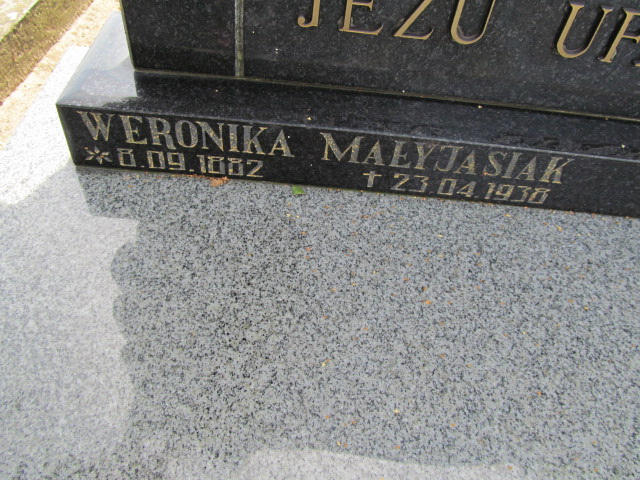 JEZU
WERONIKA MAŁYJASIAK
* 8.09.1882 † 23.04.1938